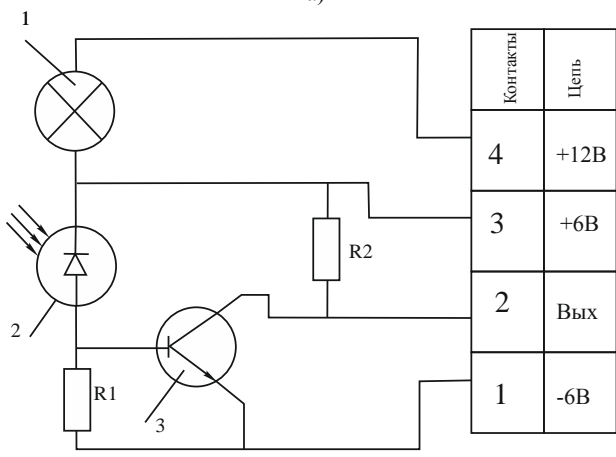 а)
1
Контакты Цепь
4 +12В
3 +6В
R2
2 Вых
2
R1
3
1 -6В